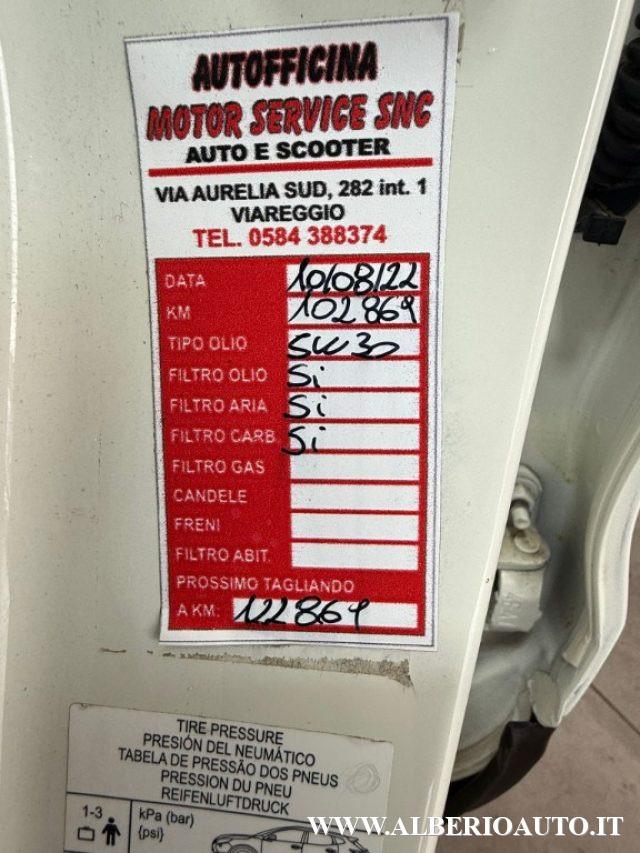 AUTOFFICINA
MOTOR SERVICE SNC
AUTO E SCOOTER
VIA AURELIA SUD, 282 int. 1
VIAREGGIO
TEL. 0584 388374
DATA 10/08/22
KM 102869
TIPO OLIO 5W30
FILTRO OLIO Si
FILTRO ARIA Si
FILTRO CARB. Si
FILTRO GAS
CANDELE
FRENI
FILTRO ABIT.
PROSSIMO TAGLIANDO
A KM: 122869
TIRE PRESSURE
PRESIÓN DEL NEUMÁTICO
TABELA DE PRESSÃO DOS PNEUS
PRESSION DU PNEU
REIFENLUFTDRUCK
1-3 kPa (bar)
{psi}
WWW.ALBERIOAUTO.IT